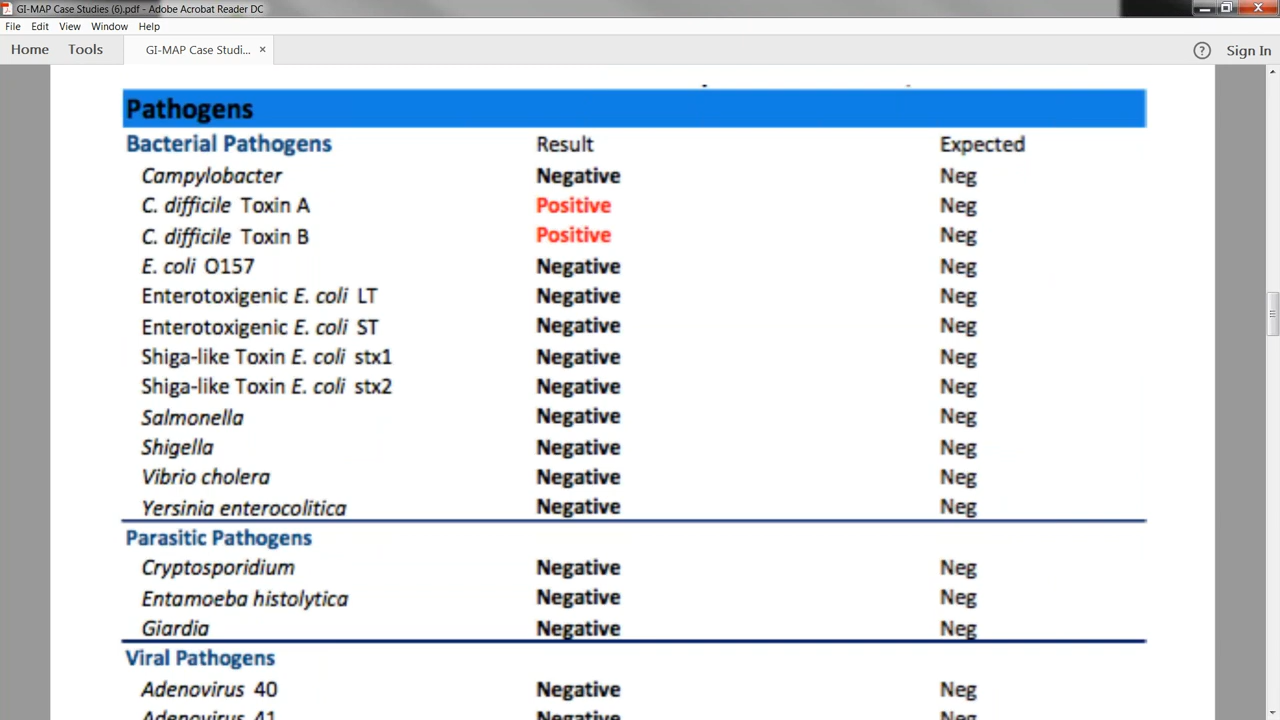 GI-MAP Case Studies (6).pdf - Adobe Acrobat Reader DC
File Edit View Window Help
Home Tools GI-MAP Case Studi... × ? Sign In
Pathogens
Bacterial Pathogens Result Expected
Campylobacter Negative Neg
C. difficile Toxin A Positive Neg
C. difficile Toxin B Positive Neg
E. coli O157 Negative Neg
Enterotoxigenic E. coli LT Negative Neg
Enterotoxigenic E. coli ST Negative Neg
Shiga-like Toxin E. coli stx1 Negative Neg
Shiga-like Toxin E. coli stx2 Negative Neg
Salmonella Negative Neg
Shigella Negative Neg
Vibrio cholera Negative Neg
Yersinia enterocolitica Negative Neg
Parasitic Pathogens
Cryptosporidium Negative Neg
Entamoeba histolytica Negative Neg
Giardia Negative Neg
Viral Pathogens
Adenovirus 40 Negative Neg
Adenovirus 41 Negative Neg